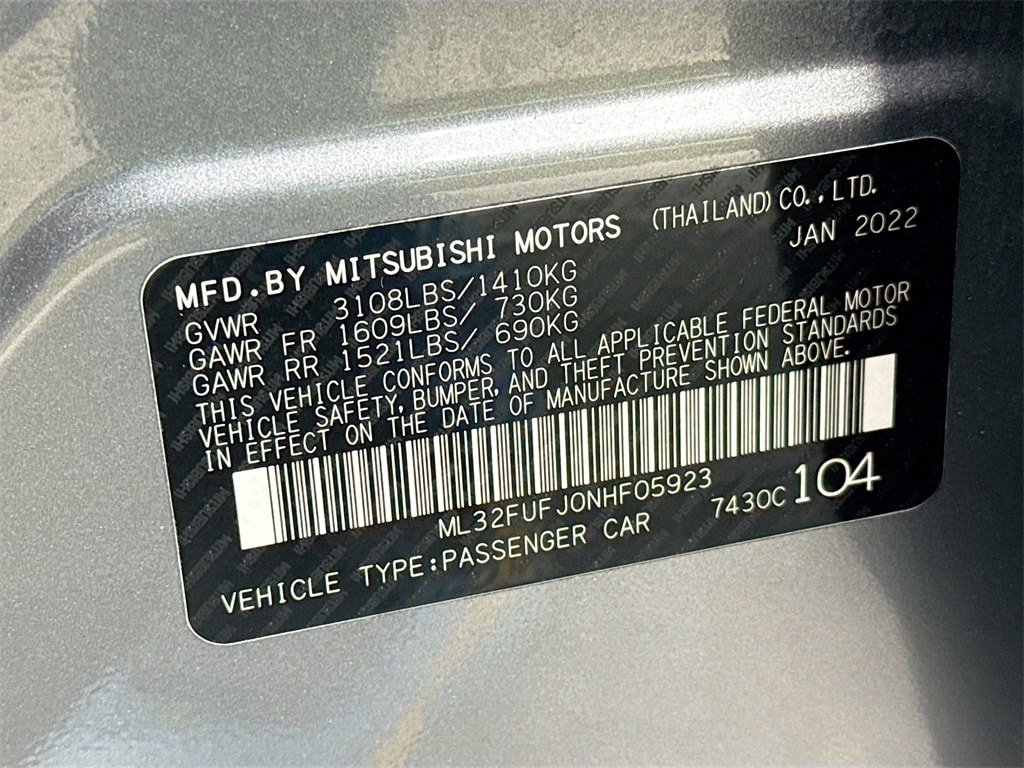 MFD.BY MITSUBISHI MOTORS (THAILAND) CO.,LTD.
JAN 2022
GVWR 3108LBS/1410KG
GAWR FR 1609LBS/ 730KG
GAWR RR 1521LBS/ 690KG
THIS VEHICLE CONFORMS TO ALL APPLICABLE FEDERAL MOTOR
VEHICLE SAFETY, BUMPER, AND THEFT PREVENTION STANDARDS
IN EFFECT ON THE DATE OF MANUFACTURE SHOWN ABOVE.
ML32FUFJ0NHF05923
7430C 104
VEHICLE TYPE:PASSENGER CAR